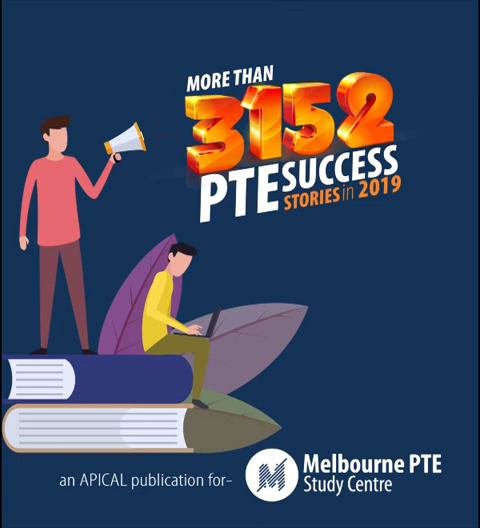 MORE THAN
3152
PTE SUCCESS
STORIES in 2019
an APICAL publication for-
Melbourne PTE
Study Centre